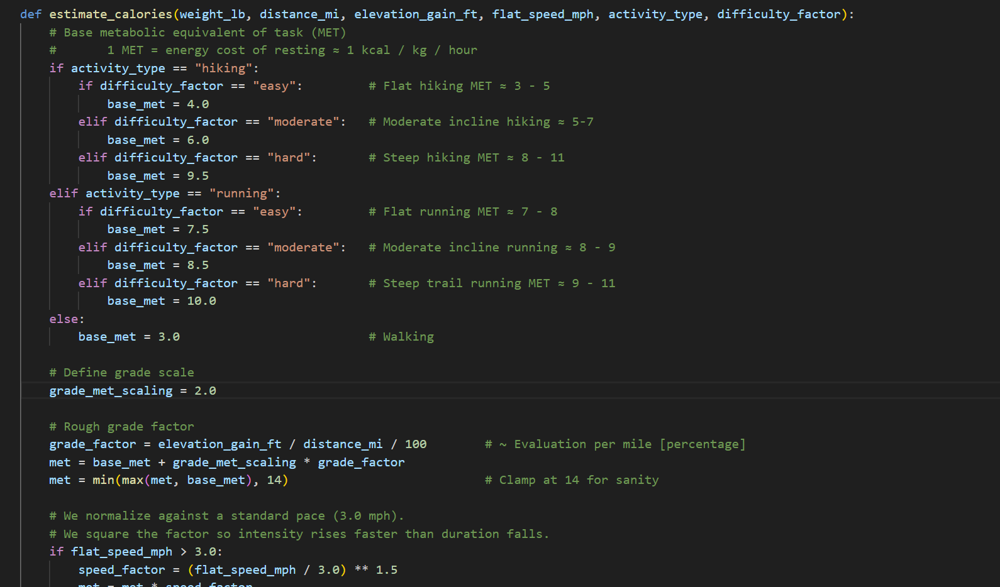 def estimate_calories(weight_lb, distance_mi, elevation_gain_ft, flat_speed_mph, activity_type, difficulty_factor):
    # Base metabolic equivalent of task (MET)
    #       1 MET = energy cost of resting ≈ 1 kcal / kg / hour
    if activity_type == "hiking":
        if difficulty_factor == "easy":         # Flat hiking MET ≈ 3 - 5
            base_met = 4.0
        elif difficulty_factor == "moderate":   # Moderate incline hiking ≈ 5-7
            base_met = 6.0
        elif difficulty_factor == "hard":       # Steep hiking MET ≈ 8 - 11
            base_met = 9.5
    elif activity_type == "running":
        if difficulty_factor == "easy":         # Flat running MET ≈ 7 - 8
            base_met = 7.5
        elif difficulty_factor == "moderate":   # Moderate incline running ≈ 8 - 9
            base_met = 8.5
        elif difficulty_factor == "hard":       # Steep trail running MET ≈ 9 - 11
            base_met = 10.0
    else:
        base_met = 3.0                          # Walking

    # Define grade scale
    grade_met_scaling = 2.0

    # Rough grade factor
    grade_factor = elevation_gain_ft / distance_mi / 100        # ~ Evaluation per mile [percentage]
    met = base_met + grade_met_scaling * grade_factor
    met = min(max(met, base_met), 14)                           # Clamp at 14 for sanity

    # We normalize against a standard pace (3.0 mph).
    # We square the factor so intensity rises faster than duration falls.
    if flat_speed_mph > 3.0:
        speed_factor = (flat_speed_mph / 3.0) ** 1.5
        met = met * speed_factor